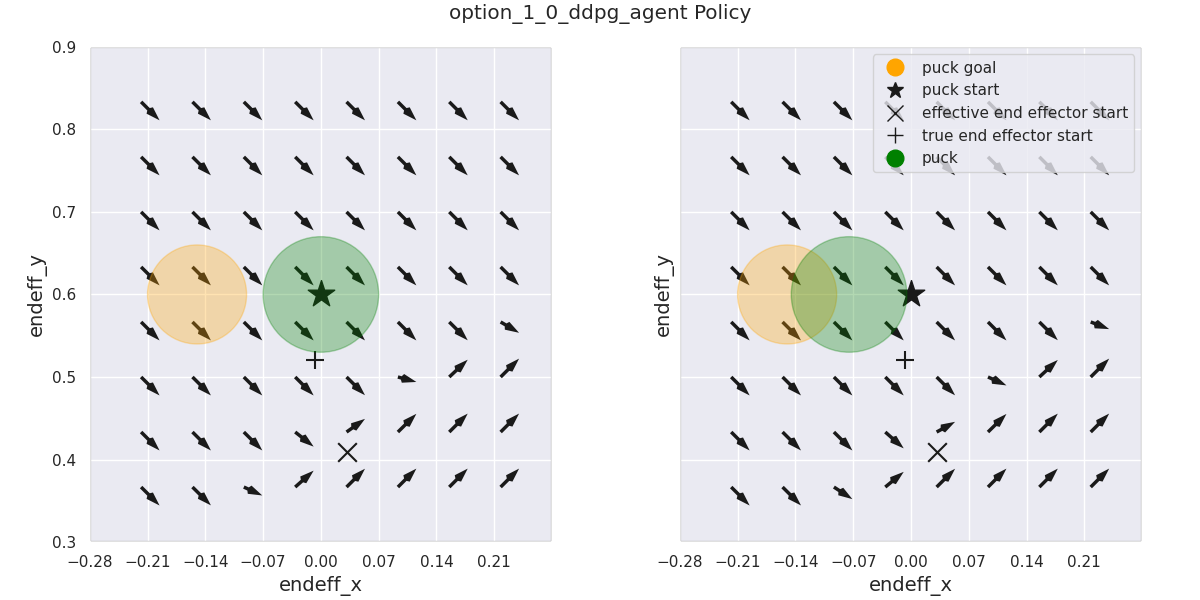 option_1_0_ddpg_agent Policy
0.9
0.8
0.7
0.6
0.5
0.4
0.3
endeff_y
−0.28 −0.21 −0.14 −0.07 0.00 0.07 0.14 0.21
endeff_x
endeff_y
puck goal
puck start
effective end effector start
true end effector start
puck
−0.28 −0.21 −0.14 −0.07 0.00 0.07 0.14 0.21
endeff_x